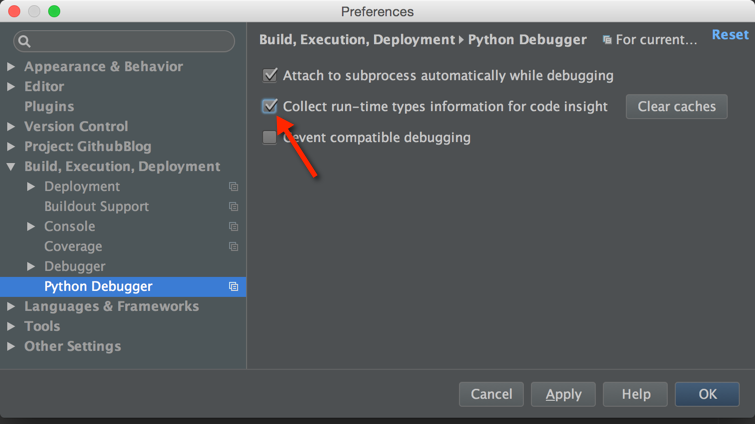 Preferences
Build, Execution, Deployment › Python Debugger For current... Reset
Appearance & Behavior
Editor
Plugins
Version Control
Project: GithubBlog
Build, Execution, Deployment
Deployment
Buildout Support
Console
Coverage
Debugger
Python Debugger
Languages & Frameworks
Tools
Other Settings
Attach to subprocess automatically while debugging
Collect run-time types information for code insight Clear caches
Gevent compatible debugging
Cancel Apply Help OK